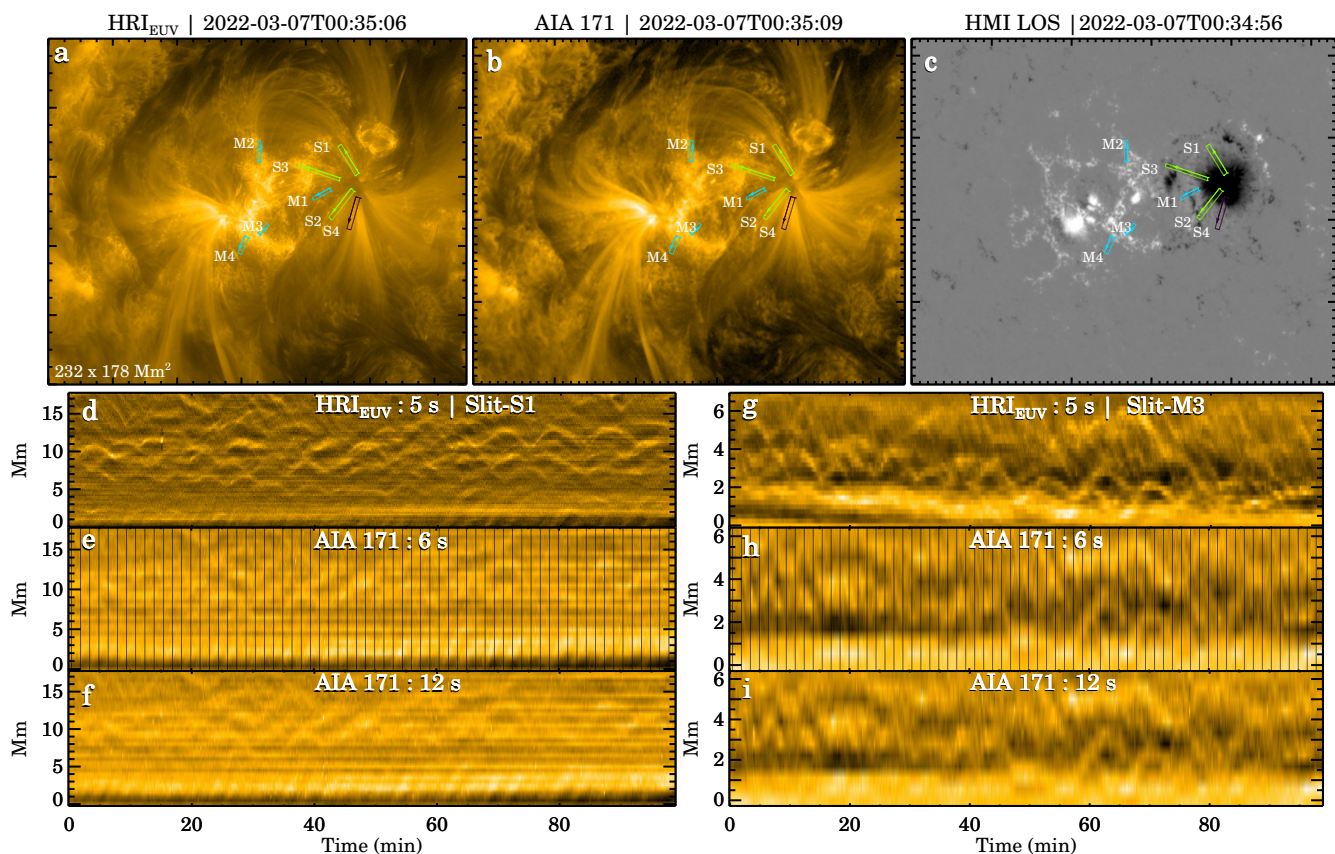 HRI_EUV | 2022-03-07T00:35:06
AIA 171 | 2022-03-07T00:35:09
HMI LOS |2022-03-07T00:34:56
a
M2
S1
S3
M1
S2
S4
M3
M4
232 x 178 Mm²
b
M2
S1
S3
M1
S2
S4
M3
M4
c
M2
S1
S3
M1
S2
S4
M3
M4
d
HRI_EUV : 5 s | Slit-S1
Mm
15
10
5
0
e
AIA 171 : 6 s
Mm
15
10
5
0
f
AIA 171 : 12 s
Mm
15
10
5
0
0 20 40 60 80
Time (min)
g
HRI_EUV : 5 s | Slit-M3
Mm
6
4
2
0
h
AIA 171 : 6 s
Mm
6
4
2
0
i
AIA 171 : 12 s
Mm
6
4
2
0
0 20 40 60 80
Time (min)